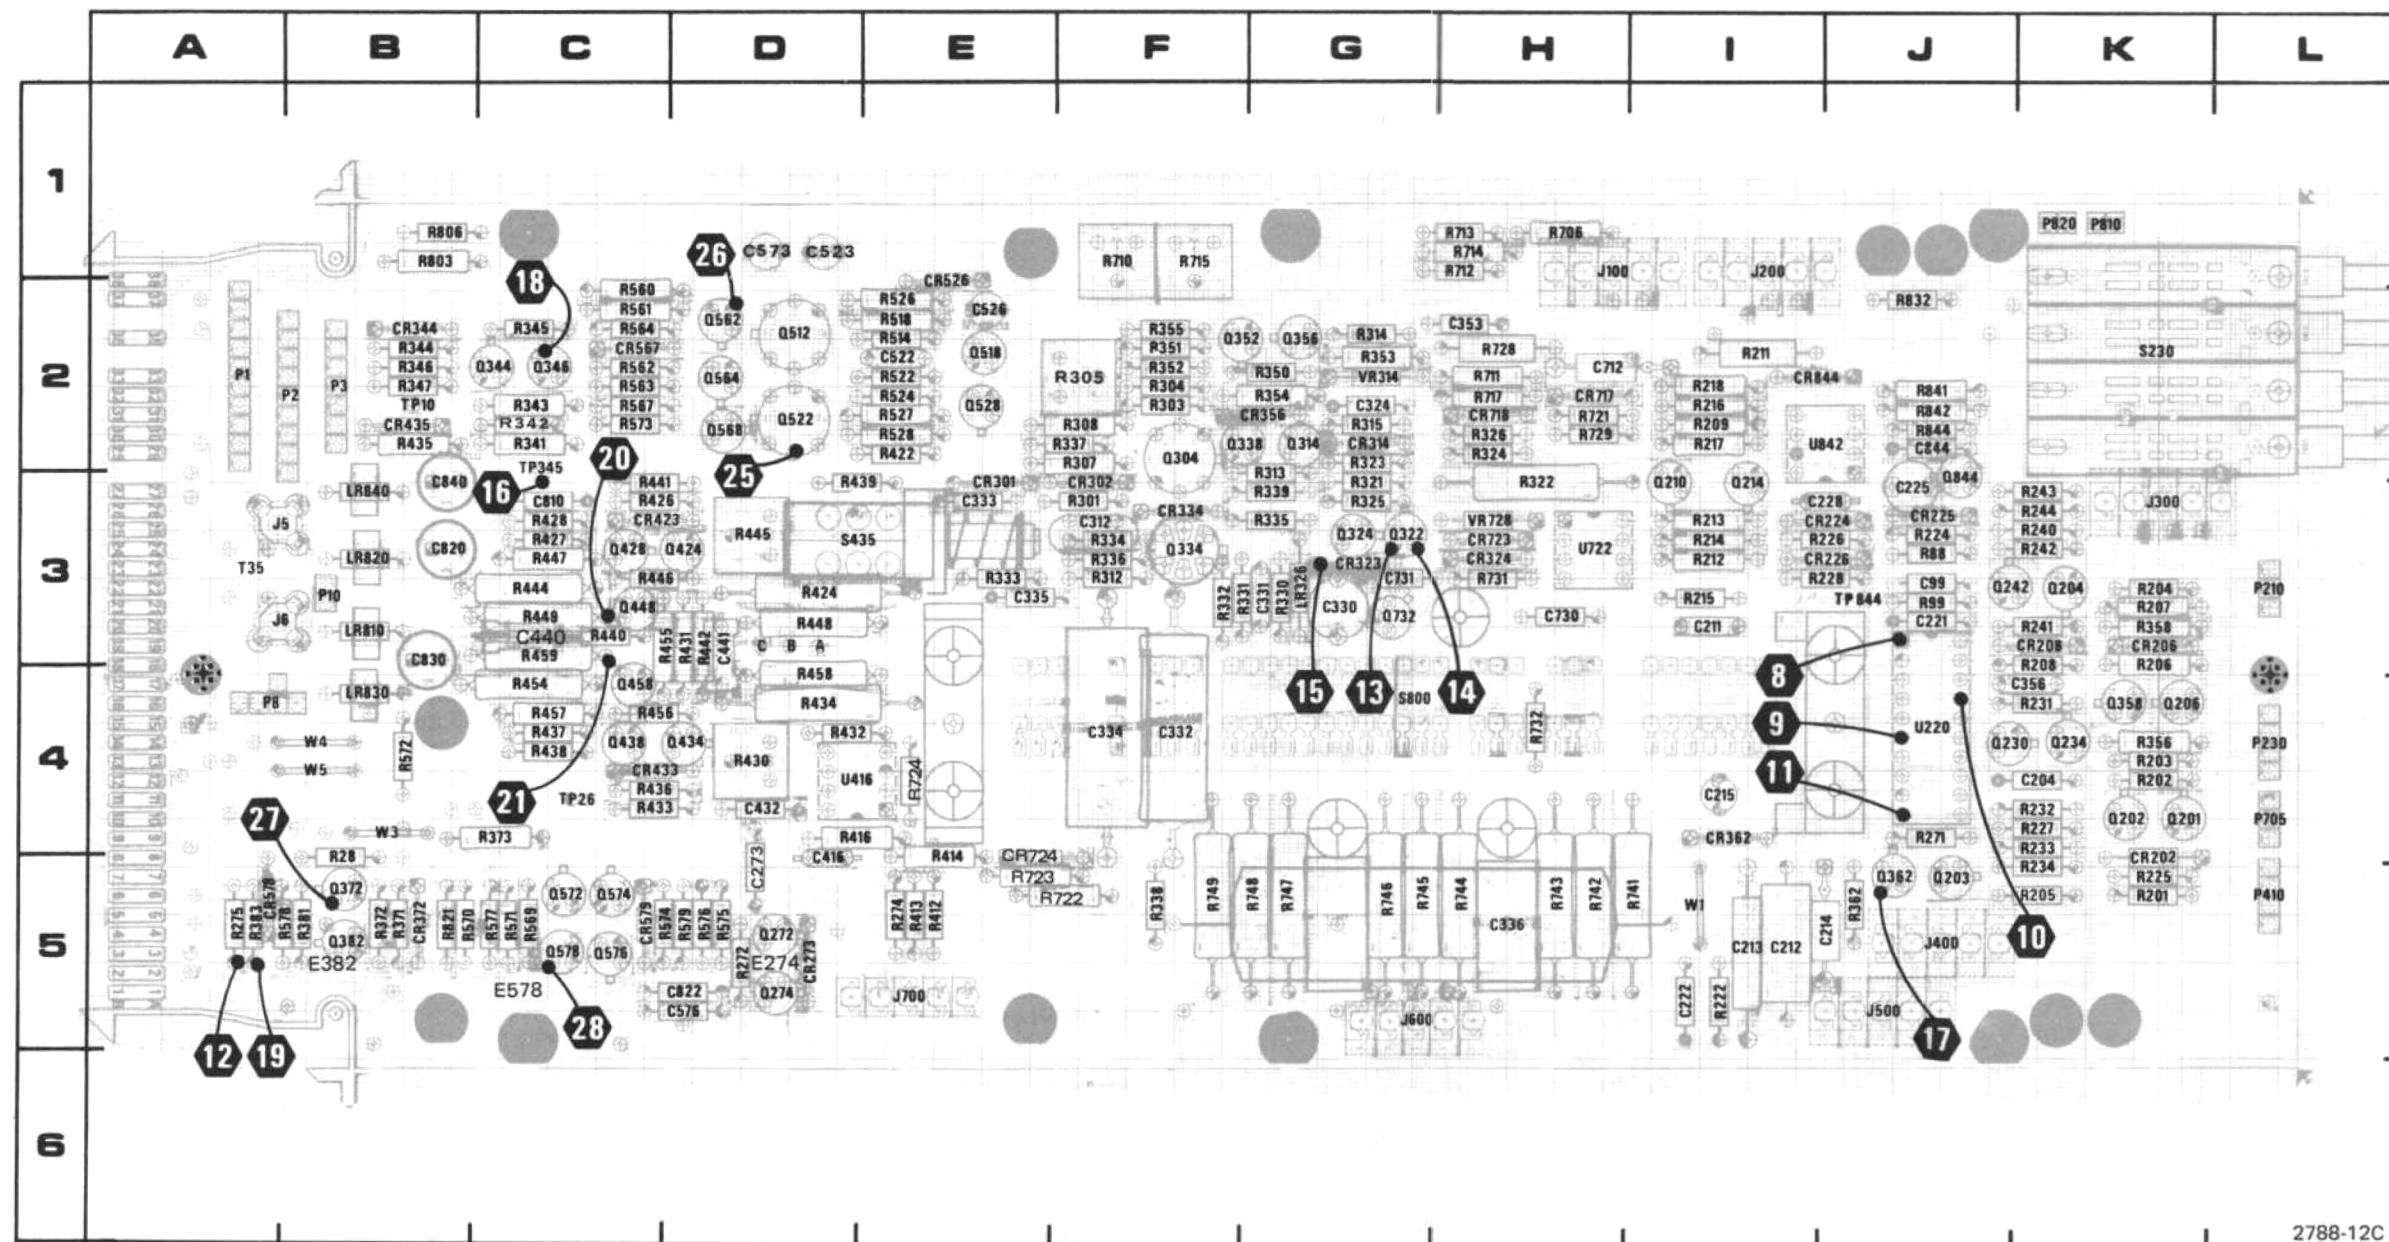 A B C D E F G H I J K L
1
R806 C573 C523 R713 R706 P820 P810
26 R714
R803 R710 R715 R712 J100 J200
18 CR526
R560 R526 C526 R832
R561 R518
Q562 Q512
CR344 R345 R564 R514 R355 Q352 Q356 R314 C353
R344 CR567 C522 Q518 R351 R353 R728 R211 S230
2
R346 Q344 Q346 R562 Q564 R522 R305 R352 R350 VR314 R711 C712 CR844
P1 P2 P3 R347 R563 R524 R304 R354 R717 CR717 R218 R841
TP10 R343 R567 Q522 R527 Q528 R303 CR356 C324 CR718 R721 R216 R842
CR435 R342 R573 Q568 R528 R308 R315 R326 R729 R209 R844
R435 R341 R422 R337 Q338 Q314 CR314 R324 R217 U842 C844
20 R307 Q304 R323
TP345 25 R313
16 C840 R441 R439 CR301 CR302 R321 R322 Q210 Q214 C225 Q844
LR840 C810 R426 C333 R301 R339 R325 C228 R243 J300
J5 R428 CR423 CR334 R335 VR728 R213 CR224 CR225 R244
C312 Q324 Q322
R427 R445 S435 R334 CR723 U722 R214 R226 R224 R240
C820 Q428 Q424 Q334
3
LR820 R447 R336 CR323 CR324 R212 CR226 R88 R242
T35 R446 R333 R312 C731 R731 R228
R444 R424 C335 R332 R331 C331 R330 LR326 C99 Q242 Q204 R204 P210
P10 C330 R215 TP844 R99 R207
J6 R449 Q448 R448 Q732 C730 C211 C221 R241 R358
LR810 C440 R440 R455 R431 R442 C441 C B A CR208 CR206
C830 R459 R458 8 R208 R206
LR830 R454 Q458 15 13 14 S800 C356
P8 R434 R231 Q358 Q206
R457 R456 9
4
W4 R437 Q438 Q434 R432 C334 C332 R732 U220 Q230 Q234 R356 P230
R572 R438 R430
W5 CR433 U416 R724 11 R203
21 TP26 R436 C215 C204 R202
27 R433 C432 R232
W3 R373 R416 CR362 R271 R227 Q202 Q201 P705
R28 C273 C416 R414 CR724 R233 CR202
R723 R234 R225
Q372 Q572 Q574 R722 R338 R749 R748 R747 R746 R745 R744 R743 R742 R741 Q362 Q203 R205 R201 P410
CR578 W1 R362
R275 R383 R578 R381 R372 R371 CR372 R821 R570 R577 R571 R569 CR579 R574 R579 R576 R575 R274 R413 R412 C336 C214
5
Q382 Q578 Q576 Q272 C213 C212 J400 10
E382 R272 E274 CR273
E578 C822 Q274 J700 C222 R222
C576 28 J600 J500 17
12 19
6
2788-12C